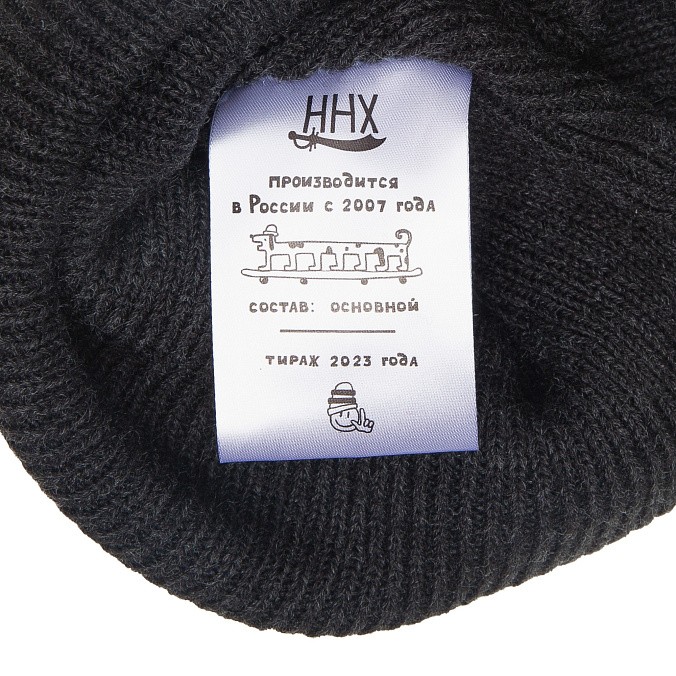 ННХ
ПРОИЗВОДИТСЯ
В РОССИИ С 2007 ГОДА
СОСТАВ: ОСНОВНОЙ
ТИРАЖ 2023 ГОДА